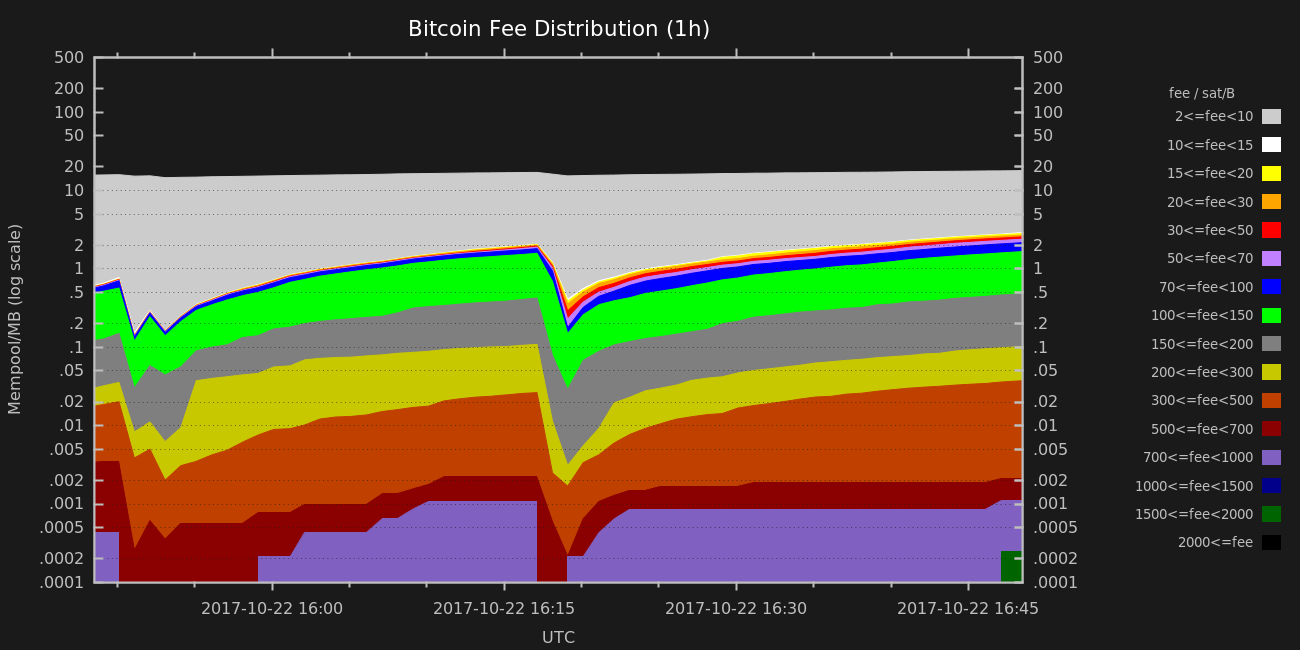 Bitcoin Fee Distribution (1h)
Mempool/MB (log scale)
500
200
100
50
20
10
5
2
1
.5
.2
.1
.05
.02
.01
.005
.002
.001
.0005
.0002
.0001
500
200
100
50
20
10
5
2
1
.5
.2
.1
.05
.02
.01
.005
.002
.001
.0005
.0002
.0001
2017-10-22 16:00
2017-10-22 16:15
2017-10-22 16:30
2017-10-22 16:45
UTC
fee / sat/B
2<=fee<10
10<=fee<15
15<=fee<20
20<=fee<30
30<=fee<50
50<=fee<70
70<=fee<100
100<=fee<150
150<=fee<200
200<=fee<300
300<=fee<500
500<=fee<700
700<=fee<1000
1000<=fee<1500
1500<=fee<2000
2000<=fee